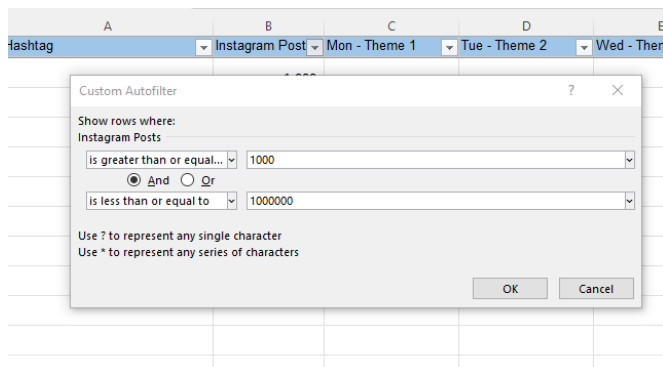 A B C D E
Hashtag Instagram Post Mon - Theme 1 Tue - Theme 2 Wed - Ther
Custom Autofilter ? ×
Show rows where:
Instagram Posts
is greater than or equal... 1000
And Or
is less than or equal to 1000000
Use ? to represent any single character
Use * to represent any series of characters
OK Cancel